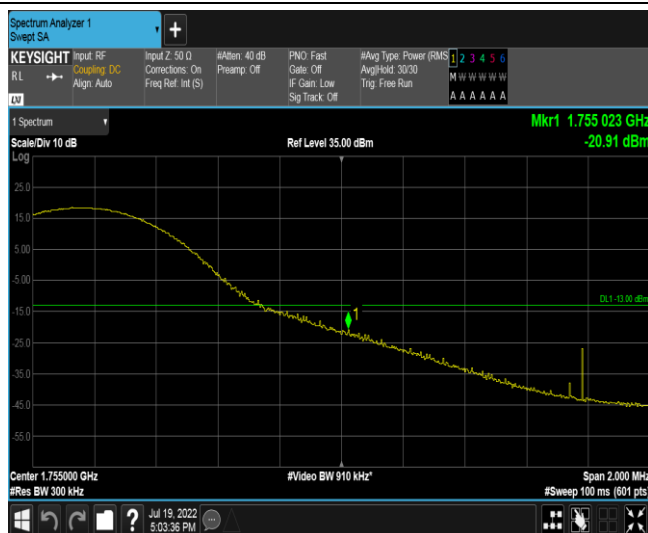 Spectrum Analyzer 1
Swept SA
+
KEYSIGHT
R L
Input: RF
Coupling: DC
Align: Auto
Input Z: 50 Ω
Corrections: On
Freq Ref: Int (S)
#Atten: 40 dB
Preamp: Off
PNO: Fast
Gate: Off
IF Gain: Low
Sig Track: Off
#Avg Type: Power (RMS
Avg|Hold: 30/30
Trig: Free Run
1 2 3 4 5 6
M W W W W W
A A A A A A
LXI
1 Spectrum
Scale/Div 10 dB
Ref Level 35.00 dBm
Mkr1 1.755 023 GHz
-20.91 dBm
Log
25.0
15.0
5.00
-5.00
-15.0
-25.0
-35.0
-45.0
-55.0
DL1 -13.00 dBm
1
Center 1.755000 GHz
#Video BW 910 kHz*
Span 2.000 MHz
#Res BW 300 kHz
#Sweep 100 ms (601 pts)
?
Jul 19, 2022
5:03:36 PM